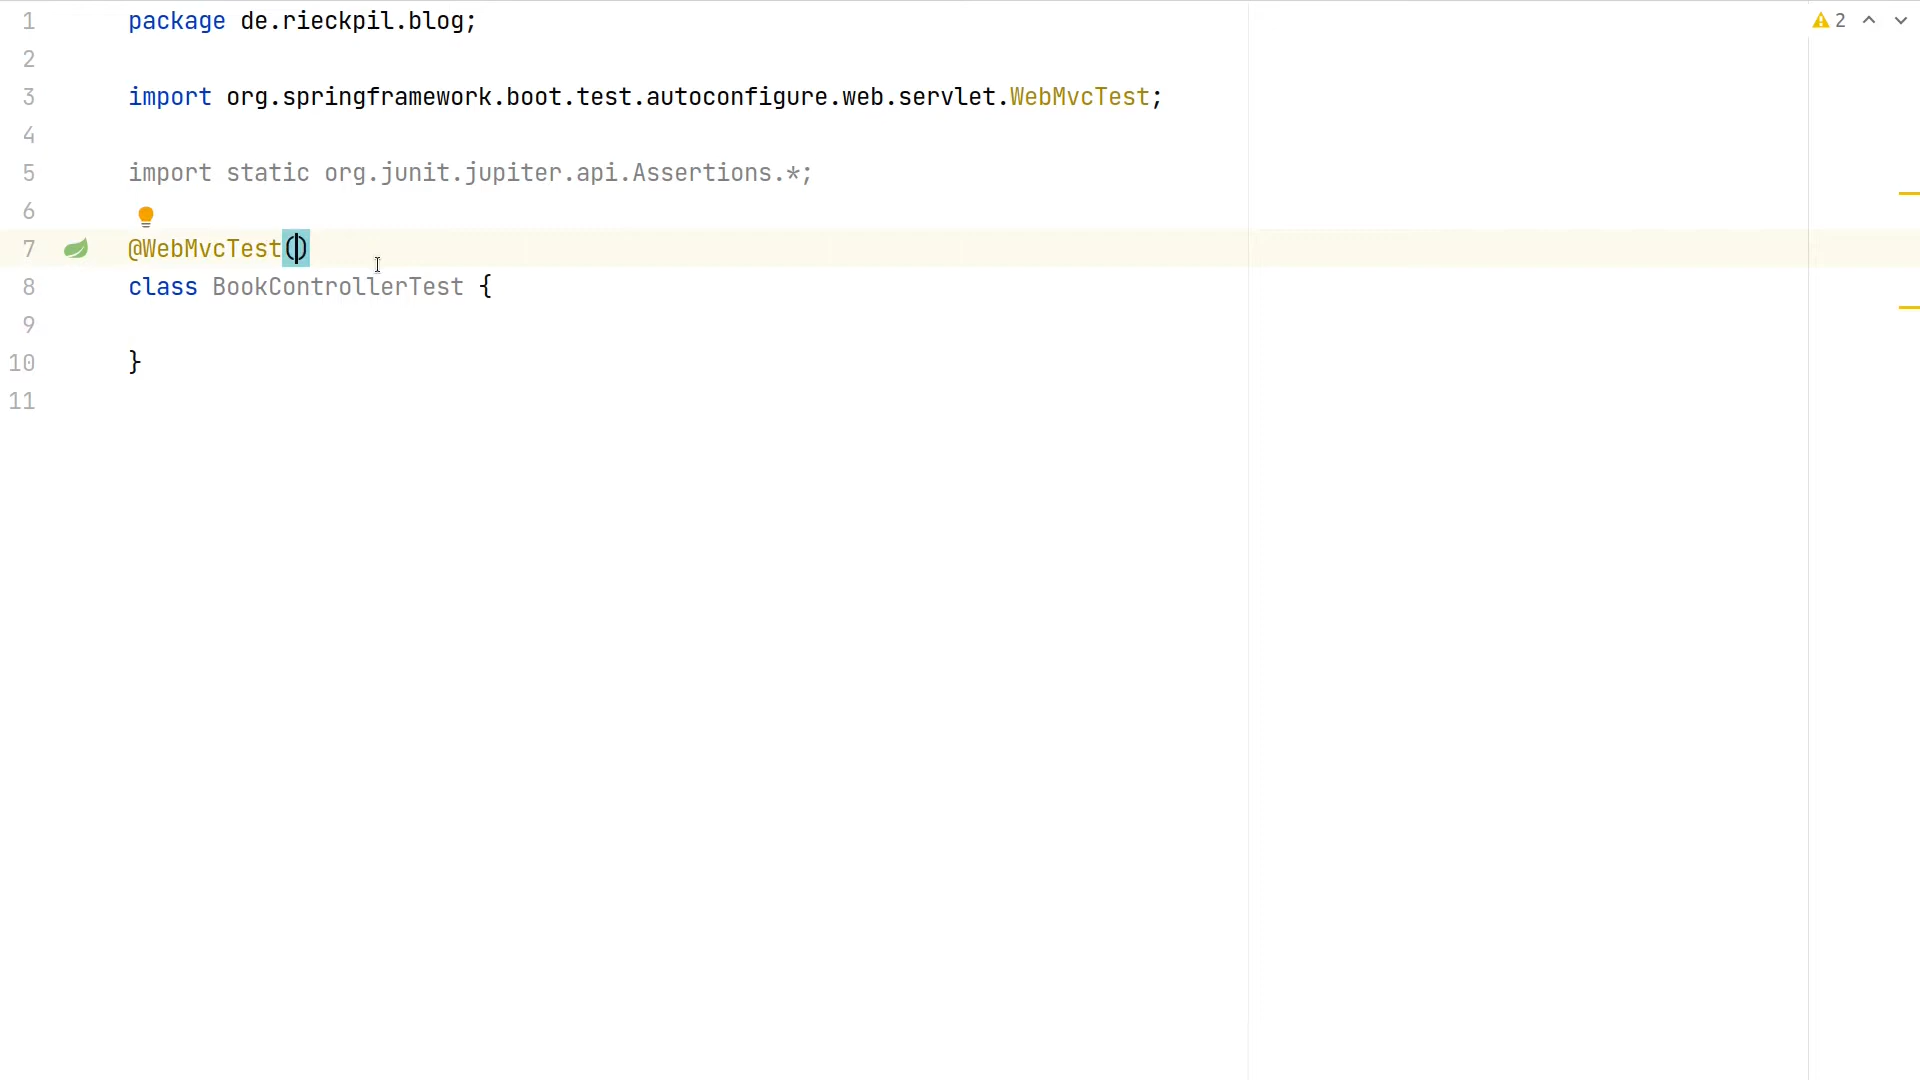 1 package de.rieckpil.blog;
2
3 import org.springframework.boot.test.autoconfigure.web.servlet.WebMvcTest;
4
5 import static org.junit.jupiter.api.Assertions.*;
6
7 @WebMvcTest()
8 class BookControllerTest {
9
10 }
11
2